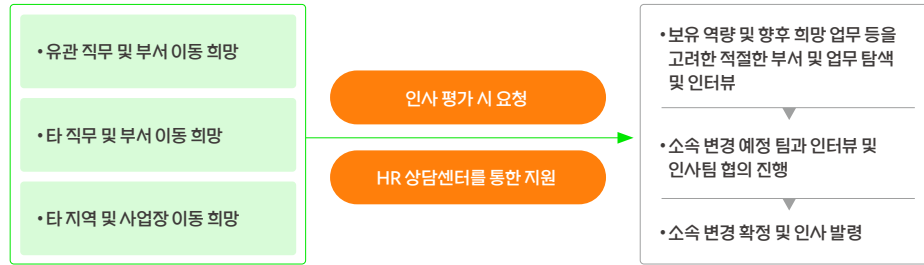 • 유관 직무 및 부서 이동 희망
• 타 직무 및 부서 이동 희망
• 타 지역 및 사업장 이동 희망
인사 평가 시 요청
HR 상담센터를 통한 지원
• 보유 역량 및 향후 희망 업무 등을
고려한 적절한 부서 및 업무 탐색
및 인터뷰
• 소속 변경 예정 팀과 인터뷰 및
인사팀 협의 진행
• 소속 변경 확정 및 인사 발령